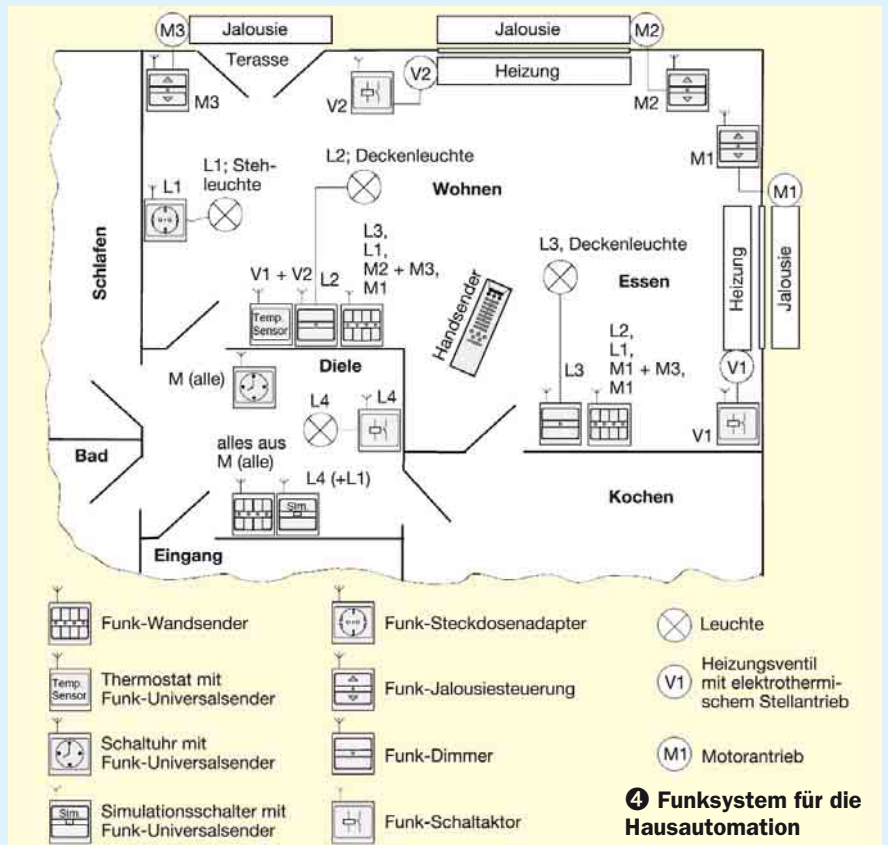 M3
Jalousie
Jalousie
M2
Terasse
Heizung
V2
M3
V2
M2
M1
L1; Steh-
leuchte
L2; Deckenleuchte
Wohnen
M1
L1
L3,
L1,
M2 + M3,
M1
L3, Deckenleuchte
Essen
Schlafen
V1 + V2
L2
Temp.
Sensor
Handsender
Heizung
Jalousie
Diele
M (alle)
L4
L4
L2,
L1,
M1 + M3,
M1
L3
V1
V1
Bad
alles aus
M (alle)
L4 (+L1)
Sim.
Kochen
Eingang
Funk-Wandsender
Funk-Steckdosenadapter
Leuchte
Temp.
Sensor
Thermostat mit
Funk-Universalsender
Funk-Jalousiesteuerung
V1
Heizungsventil
mit elektrothermi-
schem Stellantrieb
Schaltuhr mit
Funk-Universalsender
Funk-Dimmer
M1
Motorantrieb
Sim.
Simulationsschalter mit
Funk-Universalsender
Funk-Schaltaktor
❹ Funksystem für die
Hausautomation